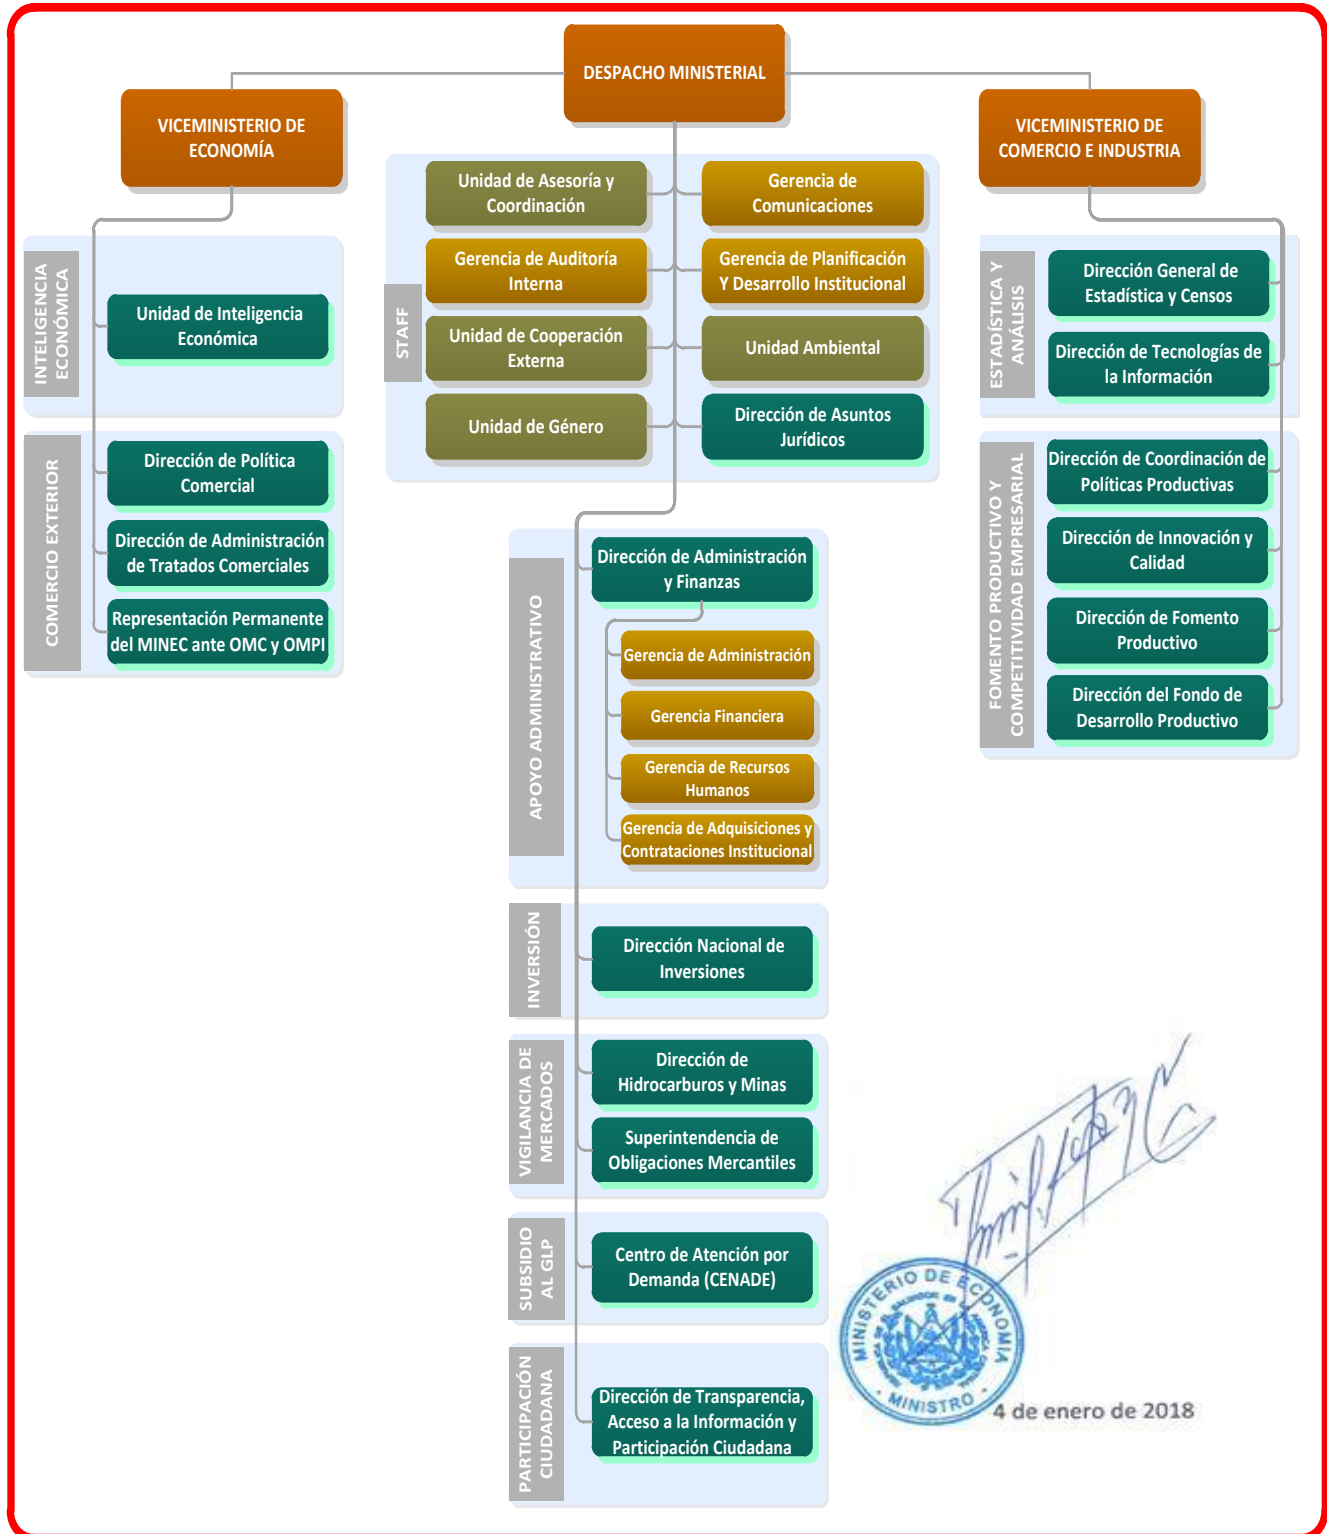 DESPACHO MINISTERIAL
VICEMINISTERIO DE
ECONOMÍA
VICEMINISTERIO DE
COMERCIO E INDUSTRIA
INTELIGENCIA
ECONÓMICA
Unidad de Inteligencia
Económica
COMERCIO EXTERIOR
Dirección de Política
Comercial
Dirección de Administración
de Tratados Comerciales
Representación Permanente
del MINEC ante OMC y OMPI
STAFF
Unidad de Asesoría y
Coordinación
Gerencia de
Comunicaciones
Gerencia de Auditoría
Interna
Gerencia de Planificación
Y Desarrollo Institucional
Unidad de Cooperación
Externa
Unidad Ambiental
Unidad de Género
Dirección de Asuntos
Jurídicos
ESTADÍSTICA Y
ANÁLISIS
Dirección General de
Estadística y Censos
Dirección de Tecnologías de
la Información
FOMENTO PRODUCTIVO Y
COMPETITIVIDAD EMPRESARIAL
Dirección de Coordinación de
Políticas Productivas
Dirección de Innovación y
Calidad
Dirección de Fomento
Productivo
Dirección del Fondo de
Desarrollo Productivo
APOYO ADMINISTRATIVO
Dirección de Administración
y Finanzas
Gerencia de Administración
Gerencia Financiera
Gerencia de Recursos
Humanos
Gerencia de Adquisiciones y
Contrataciones Institucional
INVERSIÓN
Dirección Nacional de
Inversiones
VIGILANCIA DE
MERCADOS
Dirección de
Hidrocarburos y Minas
Superintendencia de
Obligaciones Mercantiles
SUBSIDIO
AL GLP
Centro de Atención por
Demanda (CENADE)
PARTICIPACIÓN
CIUDADANA
Dirección de Transparencia,
Acceso a la Información y
Participación Ciudadana
MINISTERIO DE ECONOMIA
MINISTRO
4 de enero de 2018